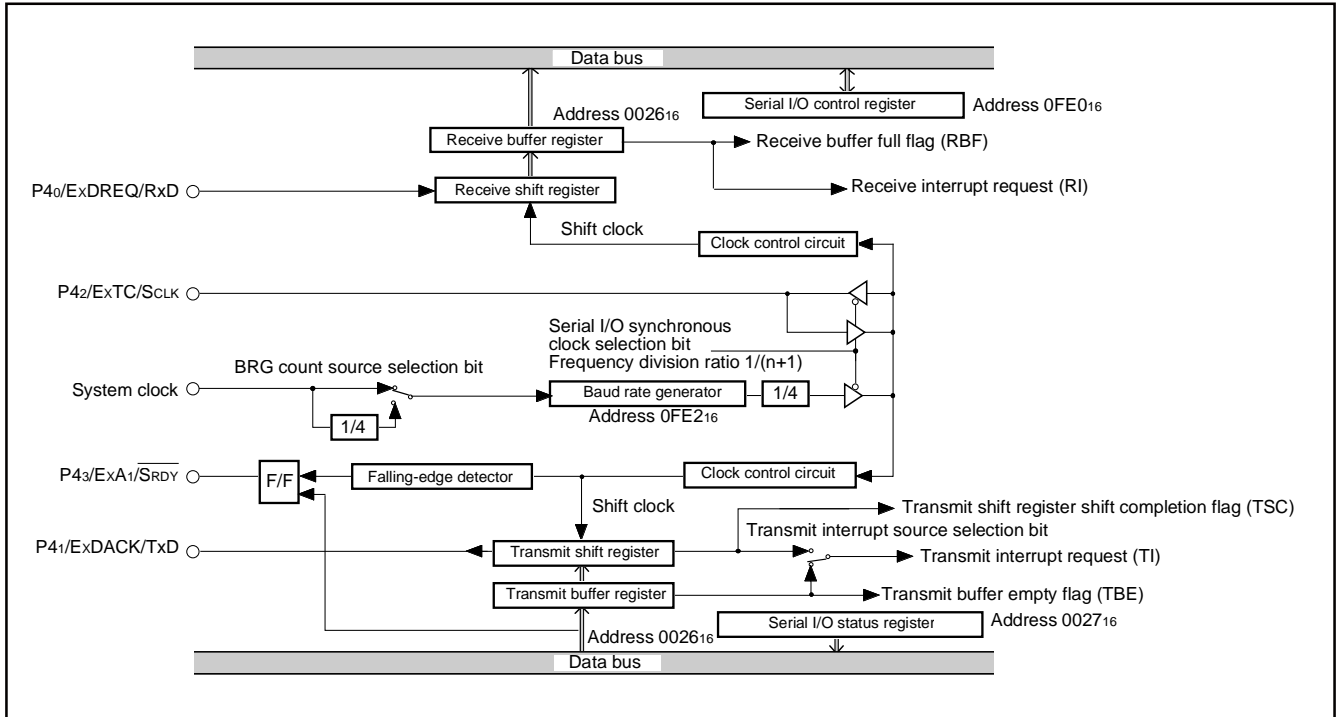 Data bus
Serial I/O control register
Address 0FE016
Address 002616
Receive buffer register
Receive buffer full flag (RBF)
P40/EXDREQ/RxD
Receive shift register
Receive interrupt request (RI)
Shift clock
Clock control circuit
P42/EXTC/SCLK
Serial I/O synchronous
clock selection bit
Frequency division ratio 1/(n+1)
BRG count source selection bit
System clock
Baud rate generator
1/4
1/4
Address 0FE216
P43/EXA1/SRDY
F/F
Falling-edge detector
Clock control circuit
Shift clock
Transmit shift register shift completion flag (TSC)
Transmit interrupt source selection bit
P41/EXDACK/TxD
Transmit shift register
Transmit interrupt request (TI)
Transmit buffer register
Transmit buffer empty flag (TBE)
Address 002616
Serial I/O status register
Address 002716
Data bus